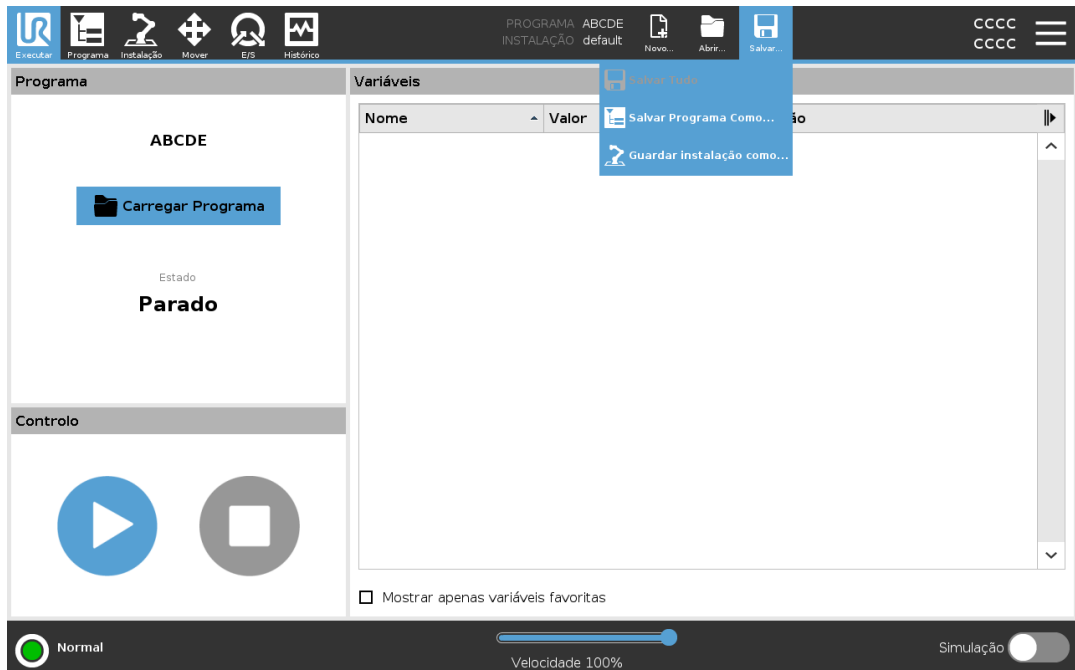 PROGRAMA ABCDE
INSTALAÇÃO default
cccc
cccc
Executar Programa Instalação Mover E/S Histórico Novo... Abrir... Salvar...
Programa
Variáveis
Salvar Tudo
Salvar Programa Como...
Guardar instalação como...
Nome Valor ão
ABCDE
Carregar Programa
Estado
Parado
Controlo
Mostrar apenas variáveis favoritas
Normal
Velocidade 100%
Simulação